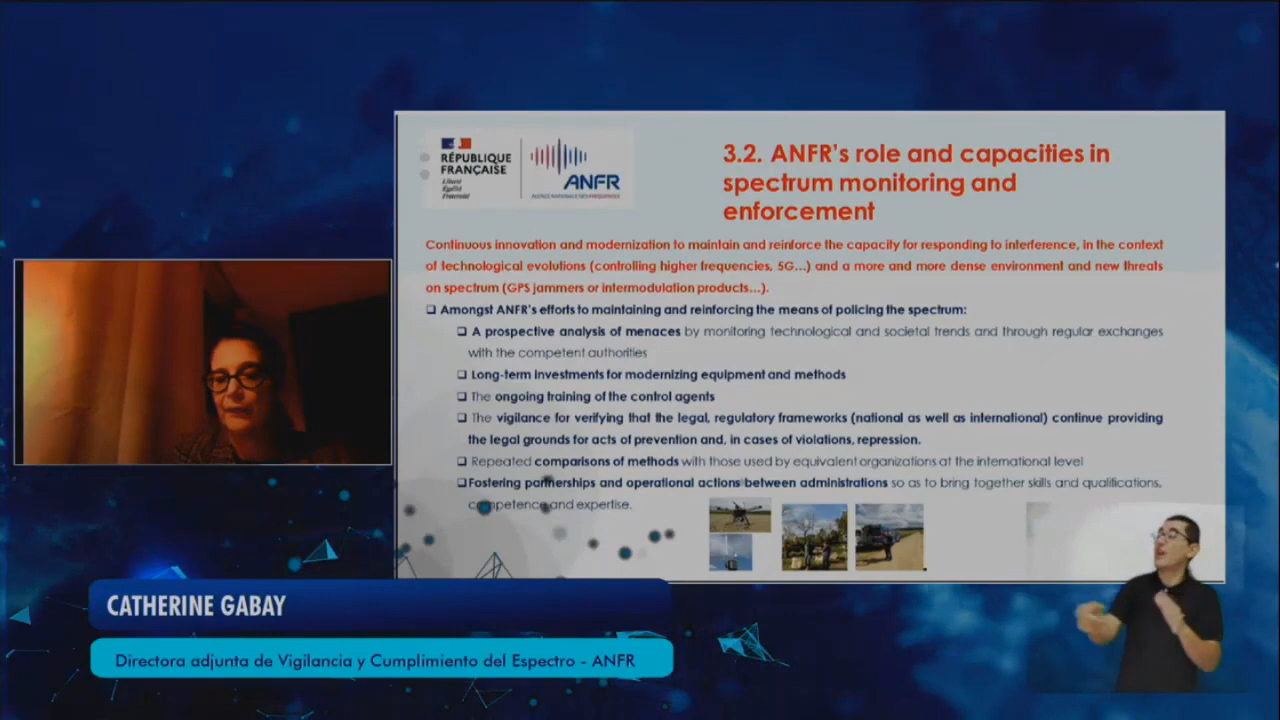 RÉPUBLIQUE
FRANÇAISE
Liberté
Égalité
Fraternité
ANFR
AGENCE NATIONALE DES FRÉQUENCES
3.2. ANFR's role and capacities in
spectrum monitoring and
enforcement
Continuous innovation and modernization to maintain and reinforce the capacity for responding to interference, in the context
of technological evolutions (controlling higher frequencies, 5G...) and a more and more dense environment and new threats
on spectrum (GPS jammers or intermodulation products...).
❑ Amongst ANFR's efforts to maintaining and reinforcing the means of policing the spectrum:
❑ A prospective analysis of menaces by monitoring technological and societal trends and through regular exchanges
with the competent authorities
❑ Long-term investments for modernizing equipment and methods
❑ The ongoing training of the control agents
❑ The vigilance for verifying that the legal, regulatory frameworks (national as well as international) continue providing
the legal grounds for acts of prevention and, in cases of violations, repression.
❑ Repeated comparisons of methods with those used by equivalent organizations at the international level
❑Fostering partnerships and operational actions between administrations so as to bring together skills and qualifications,
competence and expertise.
CATHERINE GABAY
Directora adjunta de Vigilancia y Cumplimiento del Espectro - ANFR